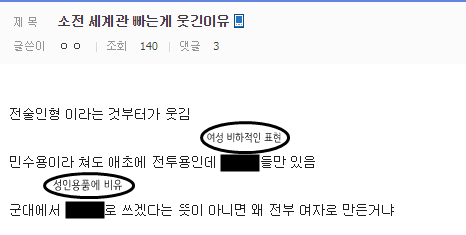 제 목 소전 세계관 빠는게 웃긴이유
글쓴이 ㅇㅇ 조회 140 댓글 3
전술인형 이라는 것부터가 웃김
여성 비하적인 표현
민수용이라 쳐도 애초에 전투용인데 들만 있음
성인용품에 비유
군대에서 로 쓰겠다는 뜻이 아니면 왜 전부 여자로 만든거냐